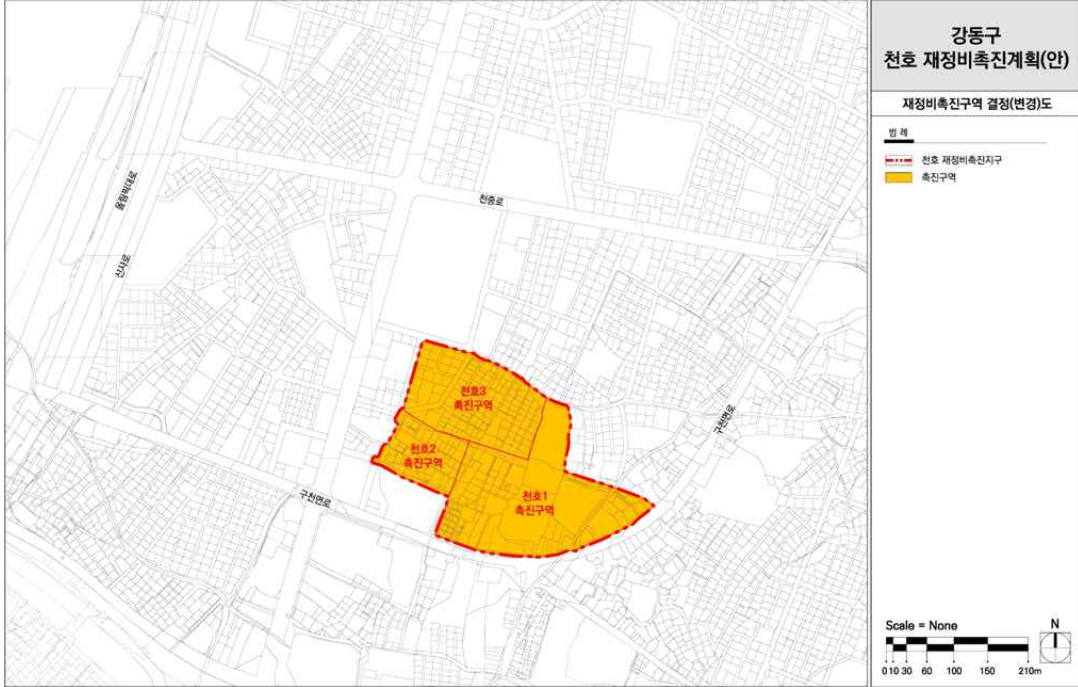 강동구
천호 재정비촉진계획(안)
재정비촉진구역 결정(변경)도
범 례
천호 재정비촉진지구
촉진구역
올림픽대로
선사로
천중로
구천면로
천호3
촉진구역
천호2
촉진구역
천호1
촉진구역
구천면로
Scale = None
N
0 10 30 60 100 150 210m